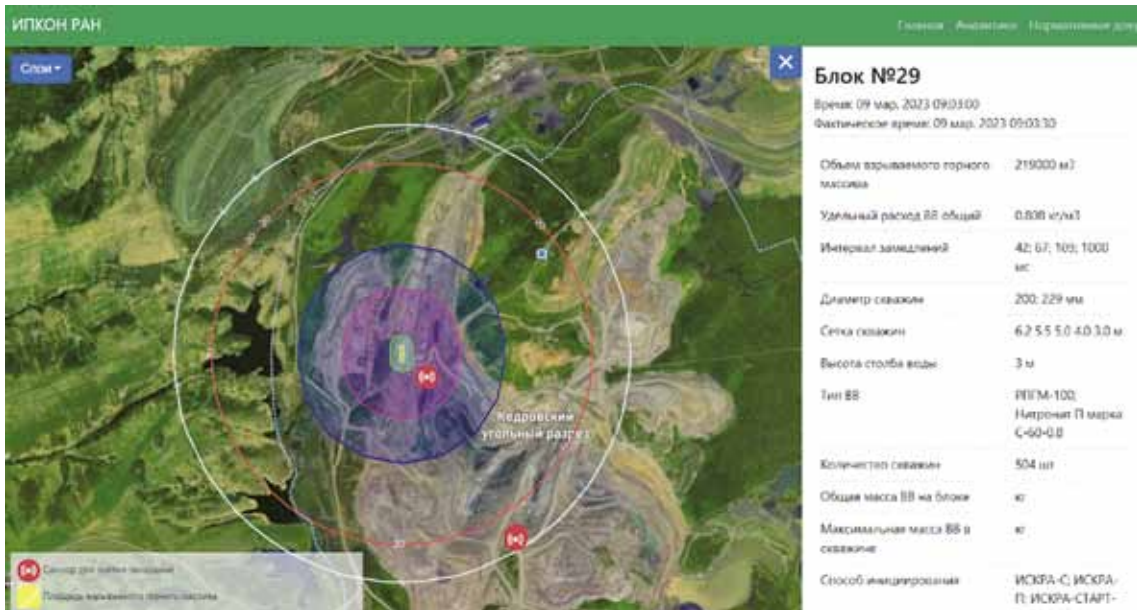 ИПКОН РАН
Главная Аналитика Нормативные доку
Слои
Блок №29
Время: 09 мар. 2023 09:03:00
Фактическое время: 09 мар. 2023 09:03:30
Объем взрываемого горного массива 219000 м3
Удельный расход ВВ общий 0.808 кг/м3
Интервал замедлений 42; 67; 109; 1000 мс
Диаметр скважин 200; 229 мм
Сетка скважин 6.2 5.5 5.0 4.0 3.0 м
Высота столба воды 3 м
Тип ВВ РПГМ-100; Нитронит П марка С-60-0.8
Количество скважин 504 шт
Общая масса ВВ на блоке кг
Максимальная масса ВВ в скважине кг
Способ инициирования ИСКРА-С; ИСКРА-П; ИСКРА-СТАРТ-
Кедровский
угольный разрез
30
Площадь взрываемого горного массива